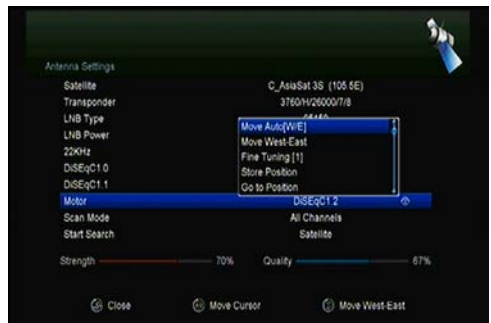 Antenna Settings
Satellite C_AsiaSat 3S (105.5E)
Transponder 3760/H/26000/7/8
LNB Type 05150
LNB Power
22KHz
DiSEqC1.0
DiSEqC1.1
Move Auto[W/E]
Move West-East
Fine Tuning [1]
Store Position
Go to Position
Motor DiSEqC1.2
Scan Mode All Channels
Start Search Satellite
Strength 70% Quality 67%
Close Move Cursor Move West-East